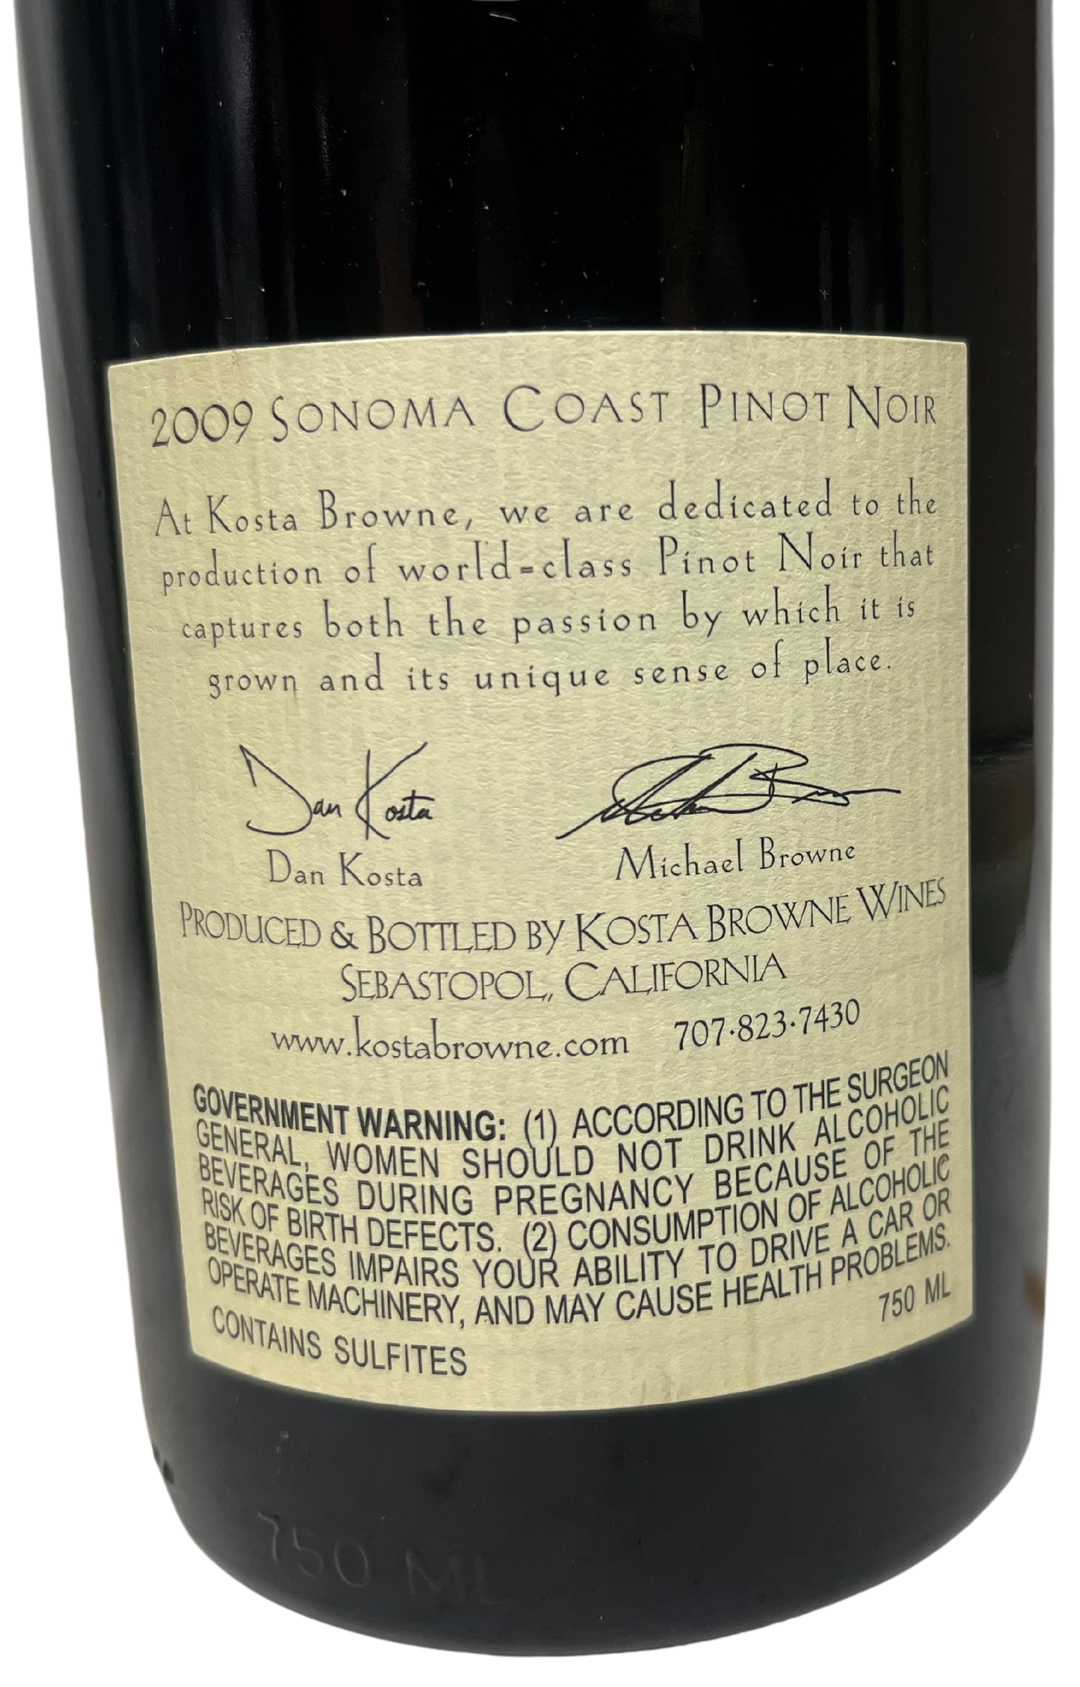 2009 SONOMA COAST PINOT NOIR
At Kosta Browne, we are dedicated to the
production of world-class Pinot Noir that
captures both the passion by which it is
grown and its unique sense of place.
Dan Kosta
Dan Kosta Michael Browne
PRODUCED & BOTTLED BY KOSTA BROWNE WINES
SEBASTOPOL, CALIFORNIA
www.kostabrowne.com 707·823·7430
GOVERNMENT WARNING: (1) ACCORDING TO THE SURGEON
GENERAL, WOMEN SHOULD NOT DRINK ALCOHOLIC
BEVERAGES DURING PREGNANCY BECAUSE OF THE
RISK OF BIRTH DEFECTS. (2) CONSUMPTION OF ALCOHOLIC
BEVERAGES IMPAIRS YOUR ABILITY TO DRIVE A CAR OR
OPERATE MACHINERY, AND MAY CAUSE HEALTH PROBLEMS.
CONTAINS SULFITES 750 ML
750 ML